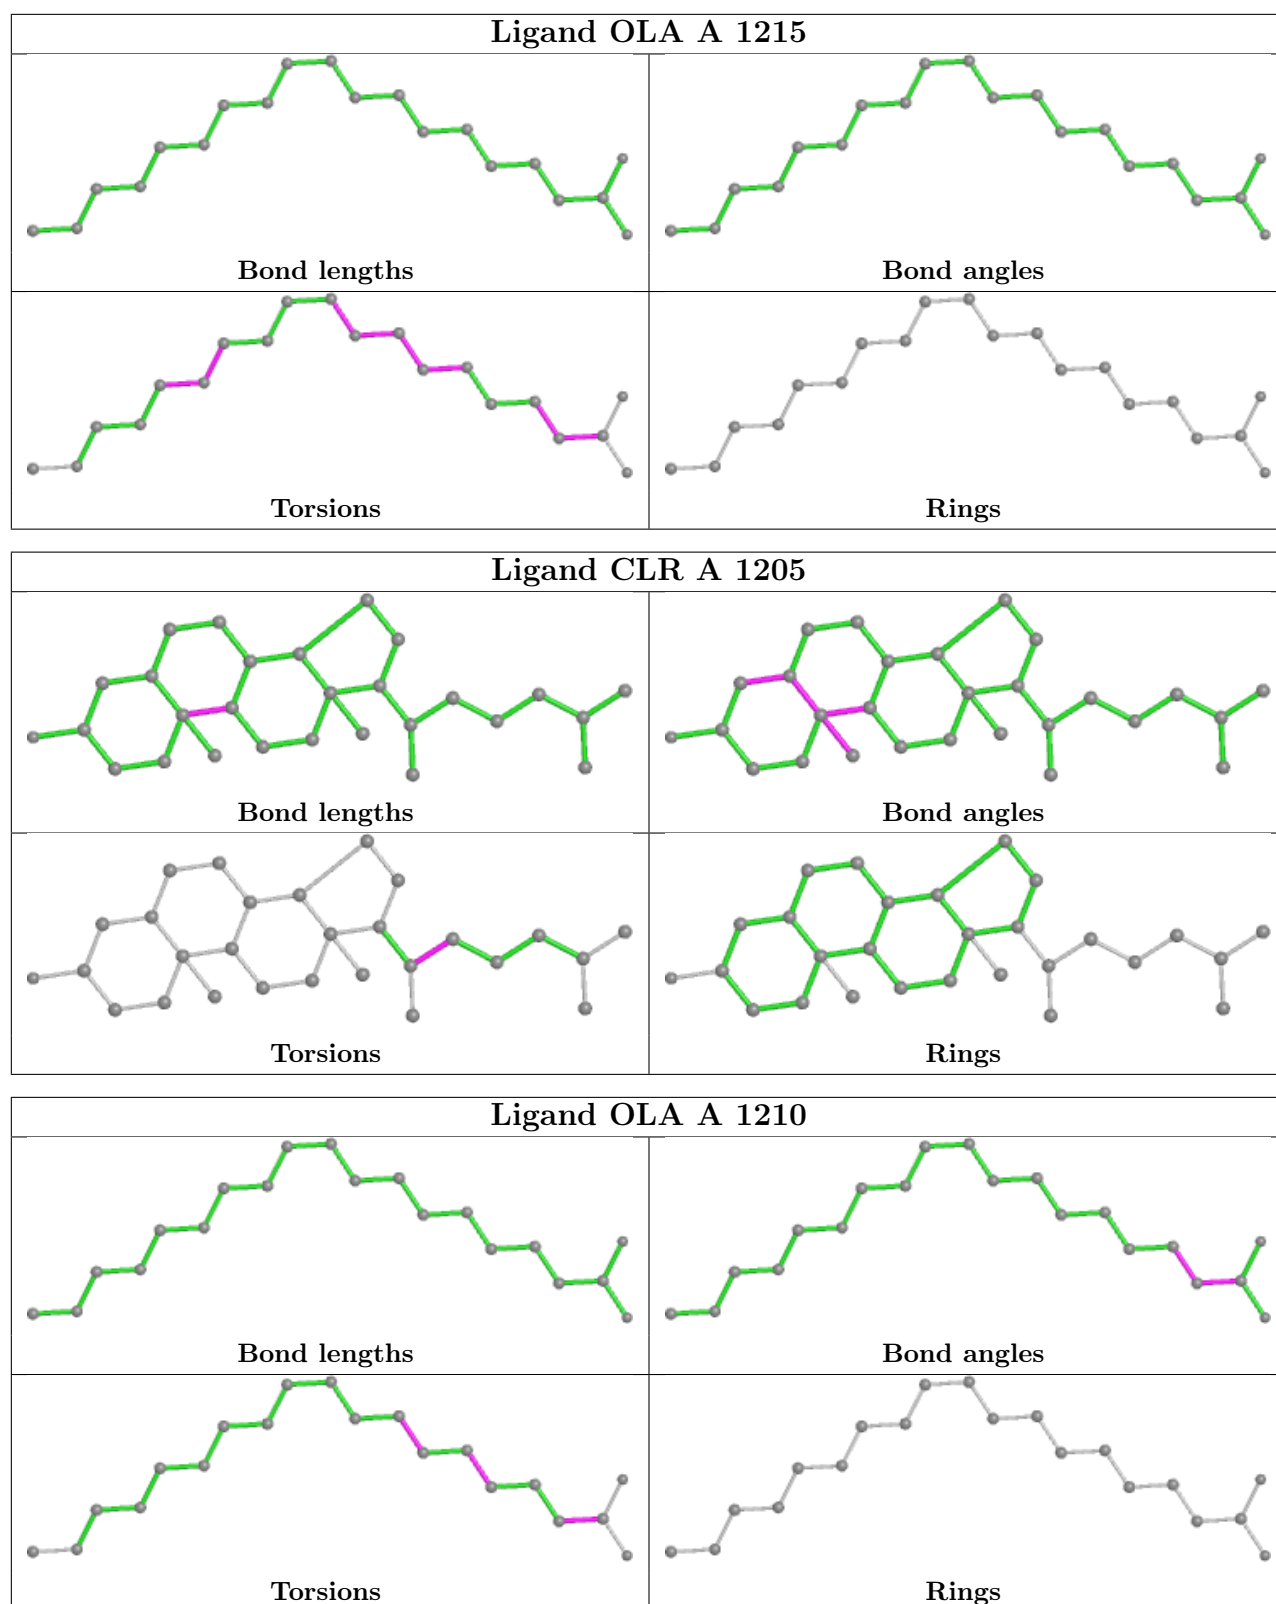 Ligand OLA A 1215
Bond lengths
Bond angles
Torsions
Rings
Ligand CLR A 1205
Bond lengths
Bond angles
Torsions
Rings
Ligand OLA A 1210
Bond lengths
Bond angles
Torsions
Rings